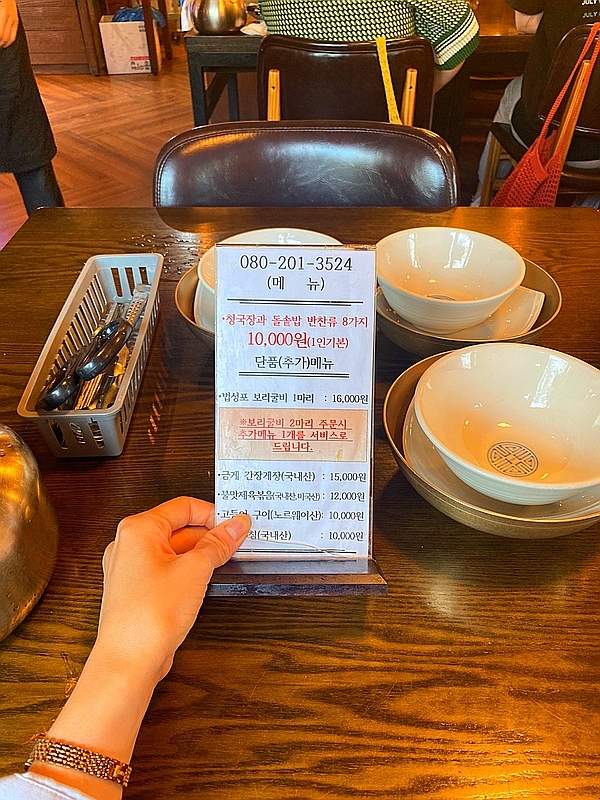 080-201-3524
(메 뉴)
·청국장과 돌솥밥 반찬류 8가지
10,000원(1인기본)
단품(추가)메뉴
·법성포 보리굴비 1마리 : 16,000원
※보리굴비 2마리 주문시
추가메뉴 1개를 서비스로
드립니다.
·금게 간장게장(국내산) : 15,000원
·불맛제육볶음(국내산,미국산) : 12,000원
·고등어 구이(노르웨이산) : 10,000원
(국내산) : 10,000원
JULY